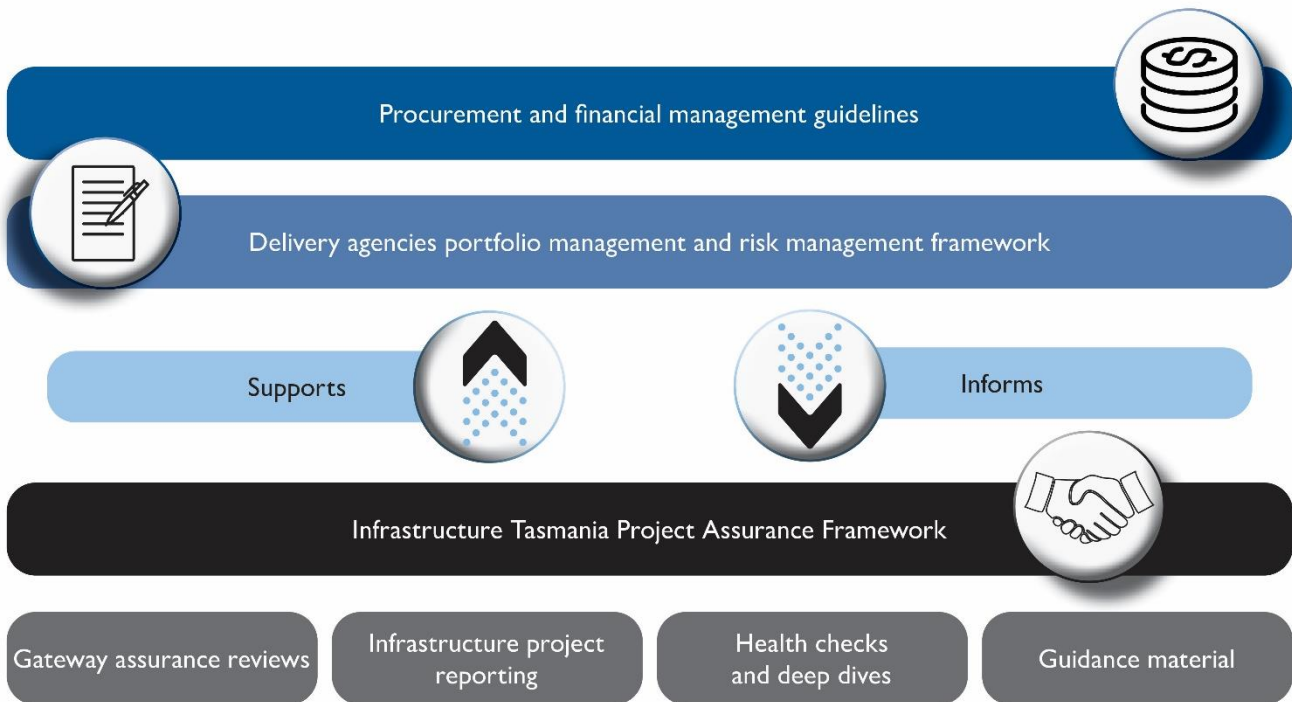 Procurement and financial management guidelines
Delivery agencies portfolio management and risk management framework
Supports
Informs
Infrastructure Tasmania Project Assurance Framework
Gateway assurance reviews
Infrastructure project
reporting
Health checks
and deep dives
Guidance material